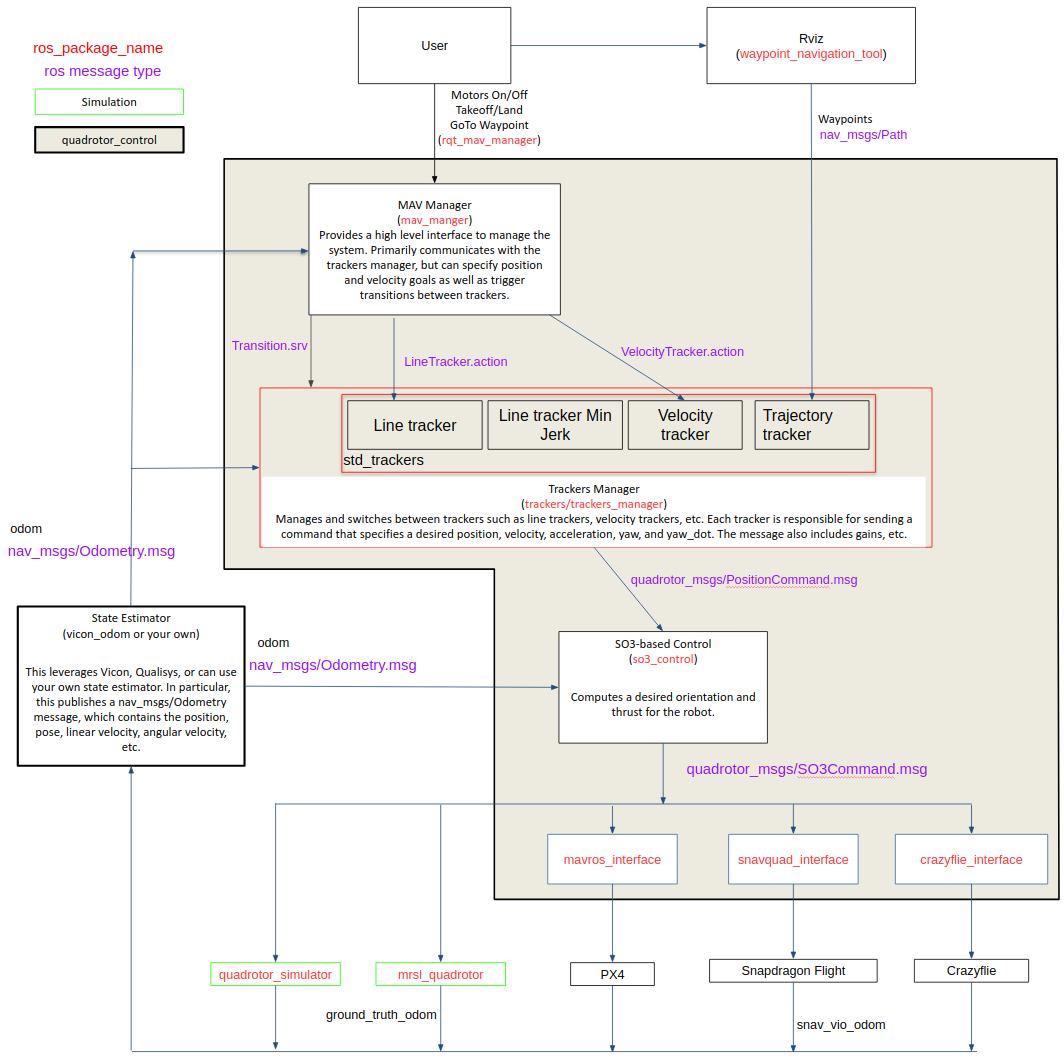 ros_package_name
ros message type
Simulation
quadrotor_control
User
Rviz
(waypoint_navigation_tool)
Motors On/Off
Takeoff/Land
GoTo Waypoint
(rqt_mav_manager)
Waypoints
nav_msgs/Path
MAV Manager
(mav_manger)
Provides a high level interface to manage the
system. Primarily communicates with the
trackers manager, but can specify position
and velocity goals as well as trigger
transitions between trackers.
Transition.srv
LineTracker.action
VelocityTracker.action
Line tracker
Line tracker Min
Jerk
Velocity
tracker
Trajectory
tracker
std_trackers
Trackers Manager
(trackers/trackers_manager)
Manages and switches between trackers such as line trackers, velocity trackers, etc. Each tracker is responsible for sending a
command that specifies a desired position, velocity, acceleration, yaw, and yaw_dot. The message also includes gains, etc.
odom
nav_msgs/Odometry.msg
quadrotor_msgs/PositionCommand.msg
State Estimator
(vicon_odom or your own)
This leverages Vicon, Qualisys, or can use
your own state estimator. In particular,
this publishes a nav_msgs/Odometry
message, which contains the position,
pose, linear velocity, angular velocity,
etc.
odom
nav_msgs/Odometry.msg
SO3-based Control
(so3_control)
Computes a desired orientation and
thrust for the robot.
quadrotor_msgs/SO3Command.msg
mavros_interface
snavquad_interface
crazyflie_interface
quadrotor_simulator
mrsl_quadrotor
PX4
Snapdragon Flight
Crazyflie
ground_truth_odom
snav_vio_odom